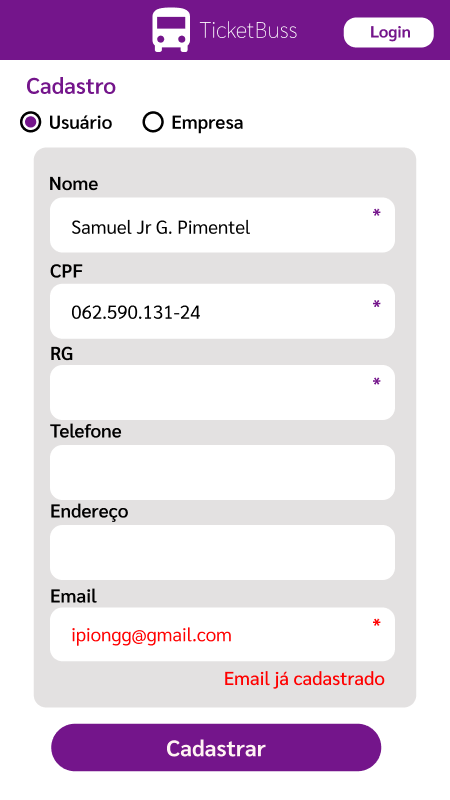 TicketBuss
Login
Cadastro
Usuário
Empresa
Nome
Samuel Jr G. Pimentel
*
CPF
062.590.131-24
*
RG
*
Telefone
Endereço
Email
ipiongg@gmail.com
*
Email já cadastrado
Cadastrar